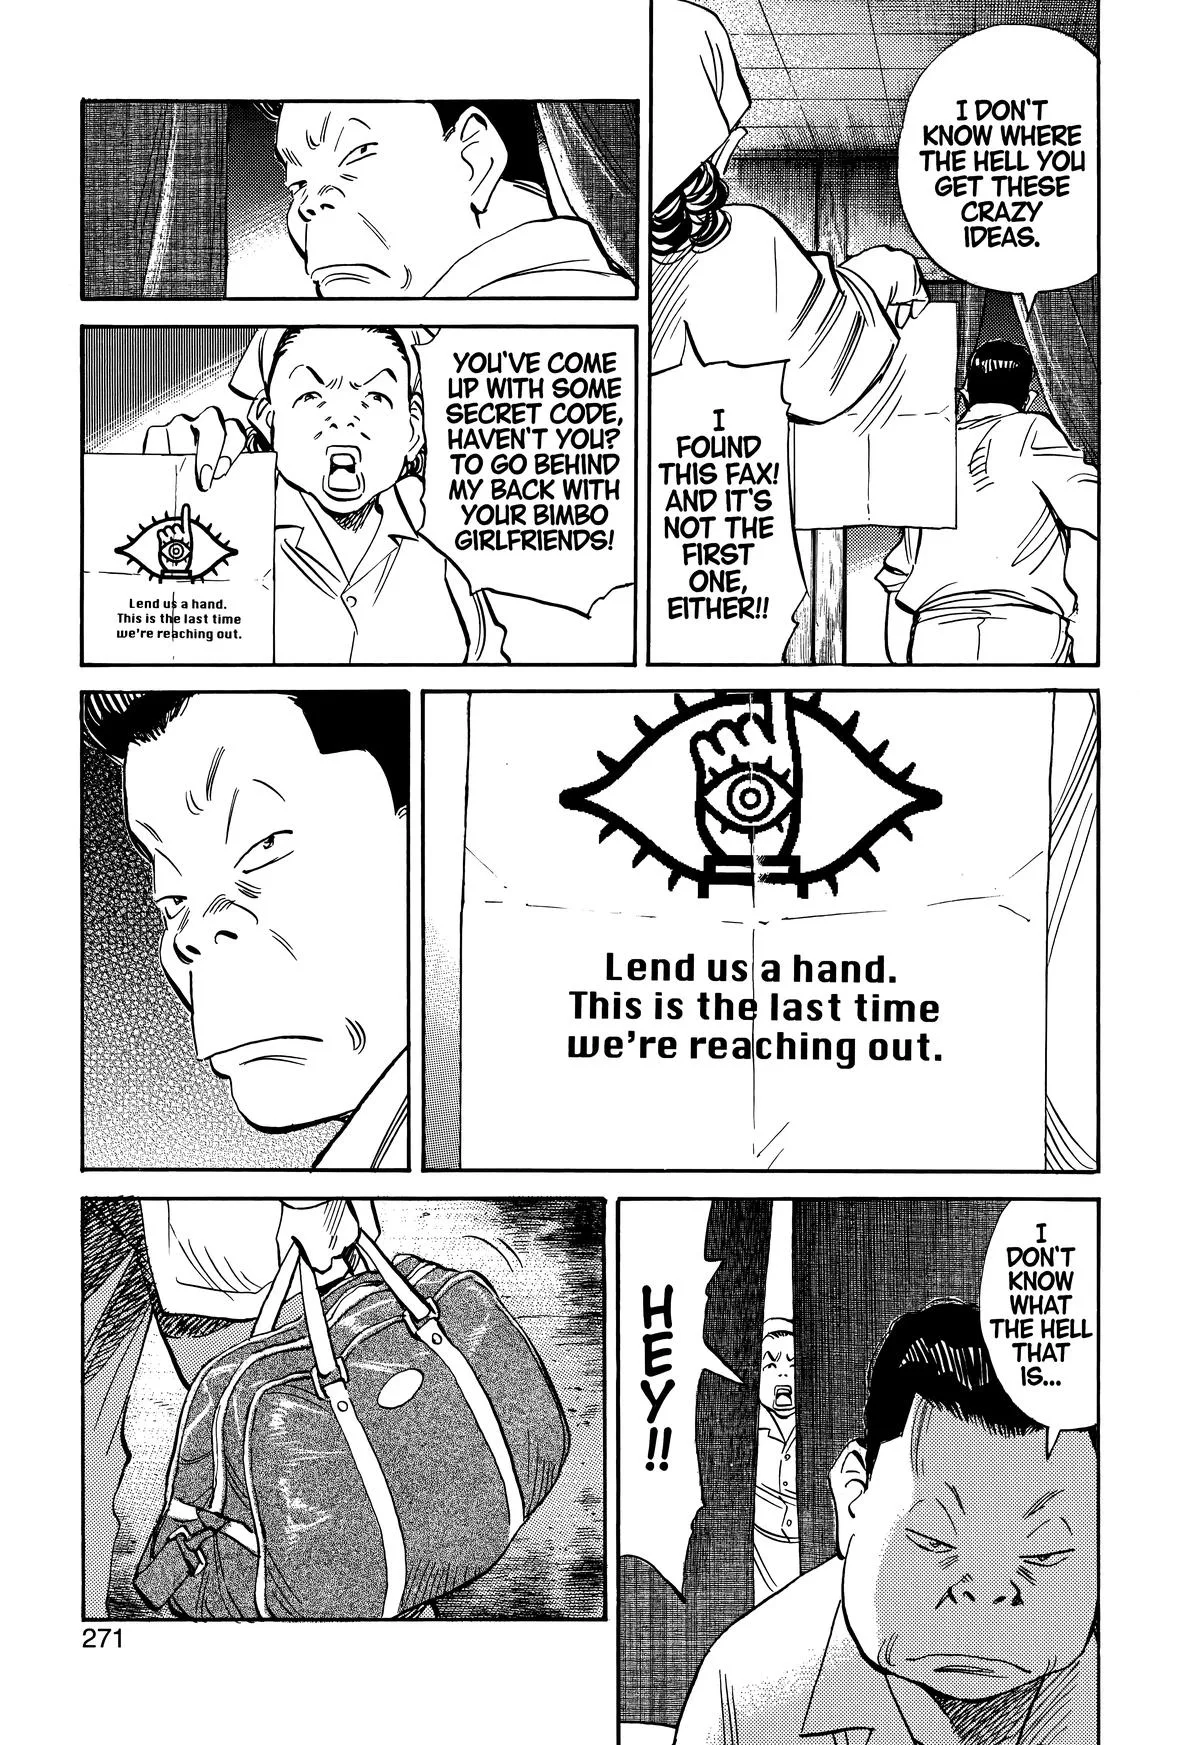 I DON'T
KNOW WHERE
THE HELL YOU
GET THESE
CRAZY
IDEAS.
I
FOUND
THIS FAX!
AND IT'S
NOT THE
FIRST
ONE,
EITHER!!
YOU'VE COME
UP WITH SOME
SECRET CODE,
HAVEN'T YOU?
TO GO BEHIND
MY BACK WITH
YOUR BIMBO
GIRLFRIENDS!
Lend us a hand.
This is the last time
we're reaching out.
Lend us a hand.
This is the last time
we're reaching out.
I
DON'T
KNOW
WHAT
THE HELL
THAT
IS...
HEY!!
271